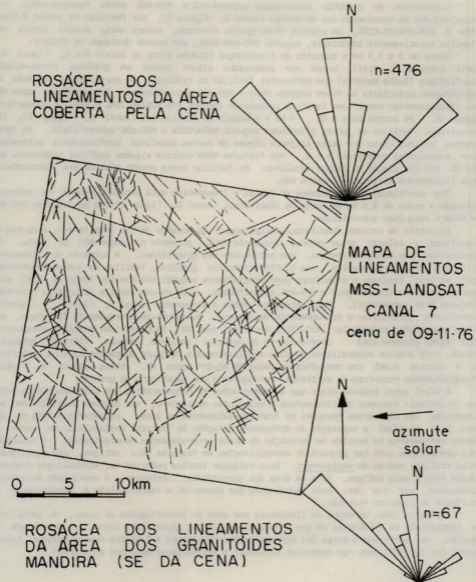 N
n=476
ROSÁCEA DOS
LINEAMENTOS DA ÁREA
COBERTA PELA CENA
MAPA DE
LINEAMENTOS
MSS-LANDSAT
CANAL 7
cena de 09-11-76
N
azimute
solar
0 5 10km
N
n=67
ROSÁCEA DOS LINEAMENTOS
DA ÁREA DOS GRANITÓIDES
MANDIRA (SE DA CENA)